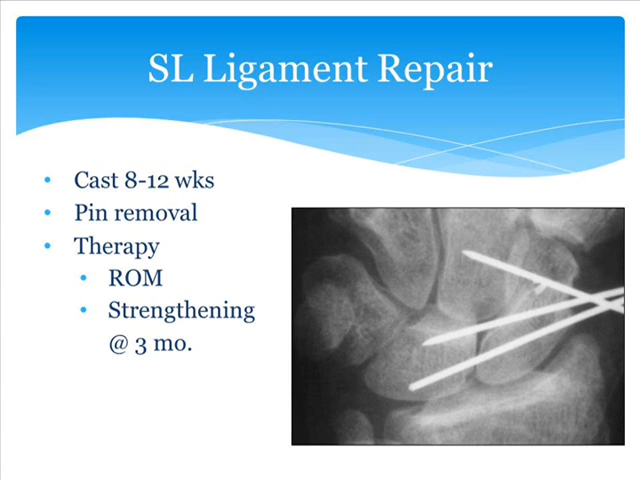 SL Ligament Repair
• Cast 8-12 wks
• Pin removal
• Therapy
• ROM
• Strengthening
@ 3 mo.